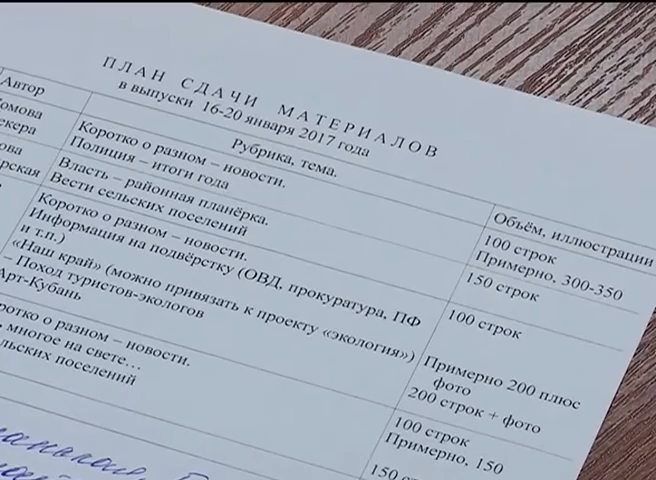 ПЛАН СДАЧИ МАТЕРИАЛОВ
в выпуски 16-20 января 2017 года
Автор
Рубрика, тема.
Объём, иллюстрации
Коротко о разном – новости.
100 строк
Полиция – итоги года
Примерно, 300-350
Власть – районная планёрка.
150 строк
Вести сельских поселений
Коротко о разном – новости.
100 строк
Информация на подвёрстку (ОВД, прокуратура, ПФ
и т.п.)
«Наш край» (можно привязать к проекту «экология»)
Примерно 200 плюс
фото
– Поход туристов-экологов
200 строк + фото
Арт-Кубань
о разном – новости.
100 строк
многое на свете…
Примерно, 150
поселений
150